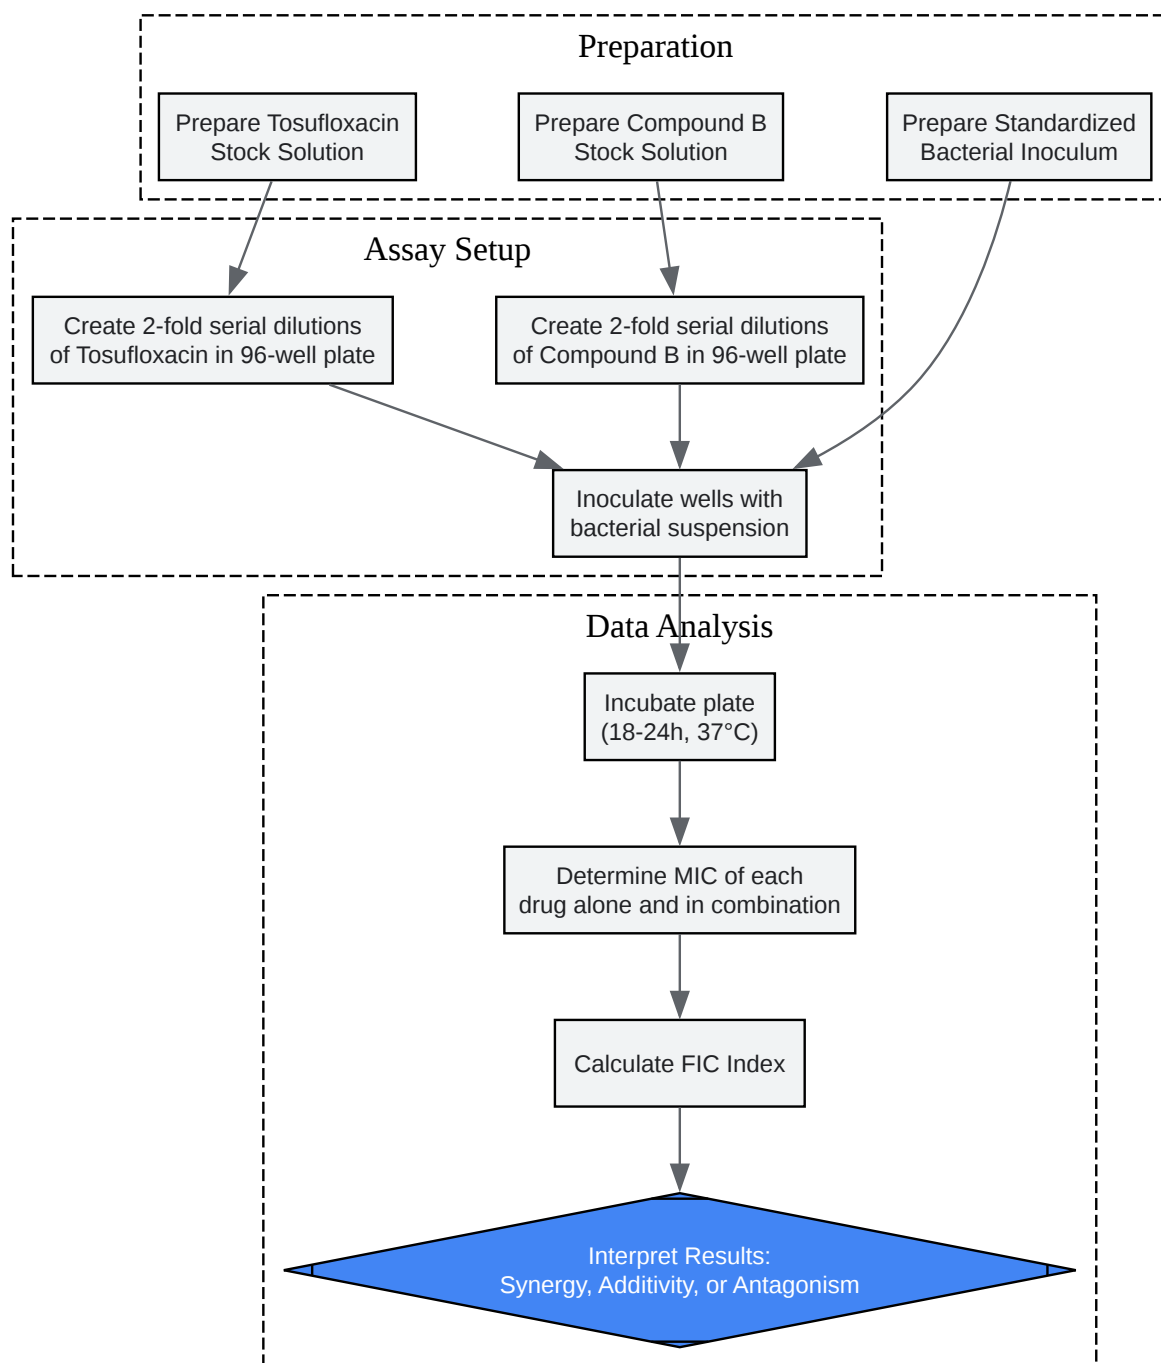 Preparation
Prepare Tosufloxacin
Stock Solution
Prepare Compound B
Stock Solution
Prepare Standardized
Bacterial Inoculum
Assay Setup
Create 2-fold serial dilutions
of Tosufloxacin in 96-well plate
Create 2-fold serial dilutions
of Compound B in 96-well plate
Inoculate wells with
bacterial suspension
Data Analysis
Incubate plate
(18-24h, 37°C)
Determine MIC of each
drug alone and in combination
Calculate FIC Index
Interpret Results:
Synergy, Additivity, or Antagonism